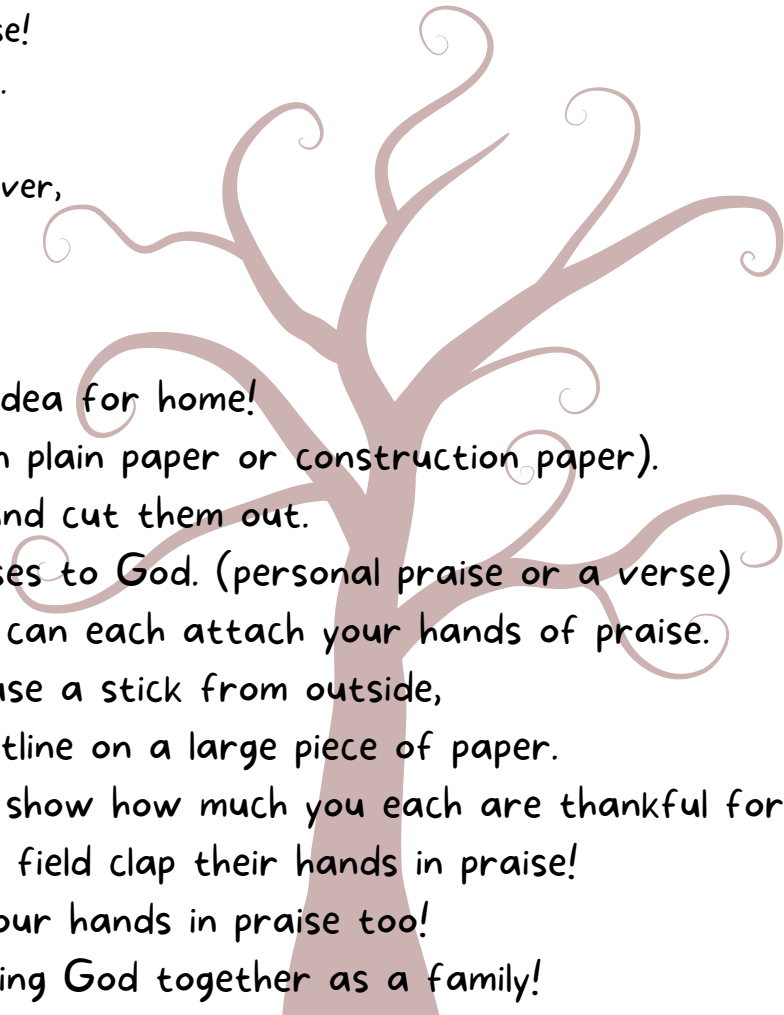 se!
.
ver,
dea for home!
n plain paper or construction paper).
nd cut them out.
ses to God. (personal praise or a verse)
can each attach your hands of praise.
use a stick from outside,
tline on a large piece of paper.
show how much you each are thankful for
field clap their hands in praise!
our hands in praise too!
ing God together as a family!